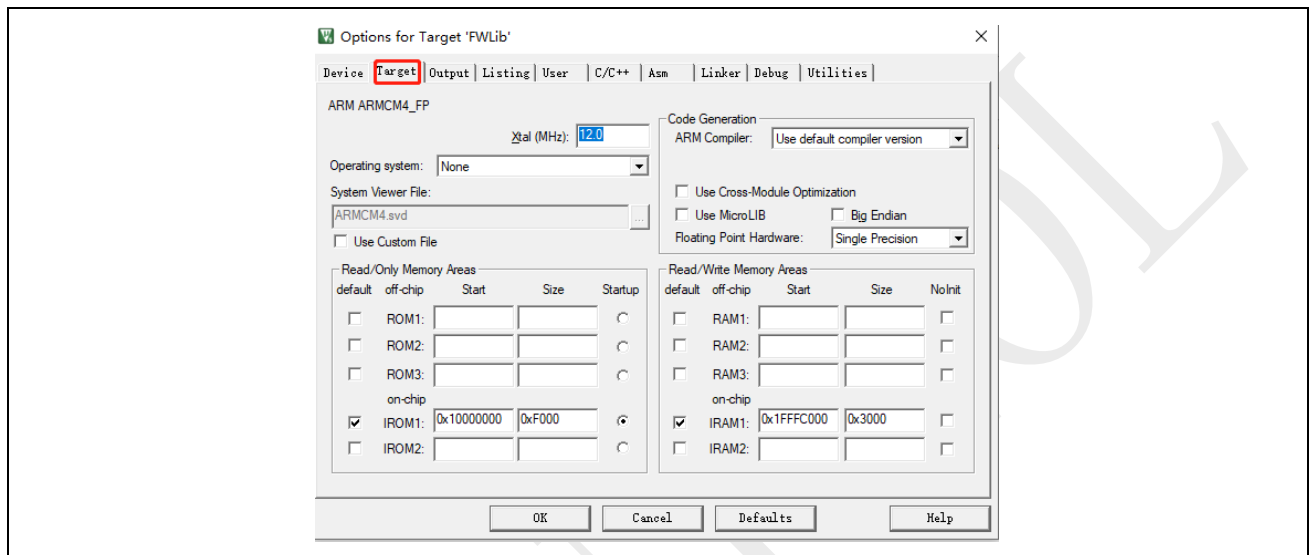 Options for Target 'FWLib'
Device Target Output Listing User C/C++ Asm Linker Debug Utilities
ARM ARMCM4_FP
Xtal (MHz): 12.0
Operating system: None
System Viewer File:
ARMCM4.svd ...
Use Custom File
Code Generation
ARM Compiler: Use default compiler version
Use Cross-Module Optimization
Use MicroLIB Big Endian
Floating Point Hardware: Single Precision
Read/Only Memory Areas
default off-chip Start Size Startup
ROM1:
ROM2:
ROM3:
on-chip
IROM1: 0x10000000 0xF000
IROM2:
Read/Write Memory Areas
default off-chip Start Size NoInit
RAM1:
RAM2:
RAM3:
on-chip
IRAM1: 0x1FFFC000 0x3000
IRAM2:
OK Cancel Defaults Help